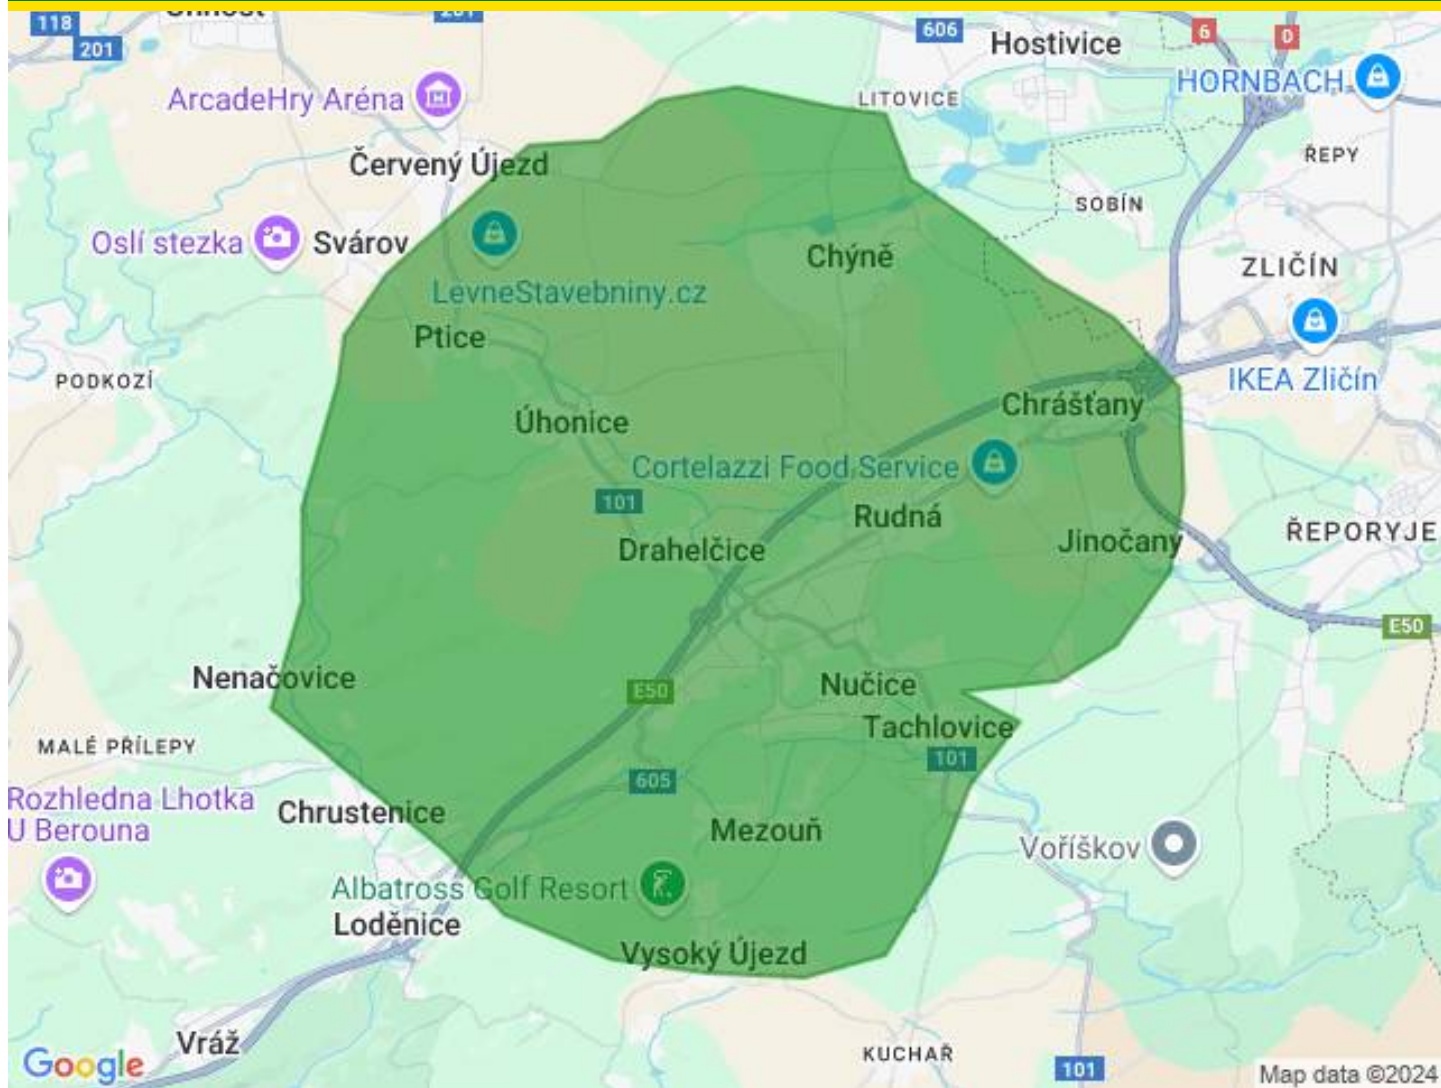 118
201
201
606
Hostivice
6
0
HORNBACH
ArcadeHry Aréna
LITOVICE
Červený Újezd
ŘEPY
SOBÍN
Oslí stezka
Svárov
Chýně
ZLIČÍN
LevneStavebniny.cz
Ptice
PODKOZÍ
IKEA Zličín
Chrášťany
Úhonice
Cortelazzi Food Service
101
Rudná
ŘEPORYJE
Drahelčice
Jinočany
E50
Nenačovice
E50
Nučice
Tachlovice
MALÉ PŘÍLEPY
101
605
Rozhledna Lhotka
U Berouna
Chrustenice
Mezouň
Voříškov
Albatross Golf Resort
Loděnice
Vysoký Újezd
Vráž
KUCHAŘ
Google
101
Map data ©2024